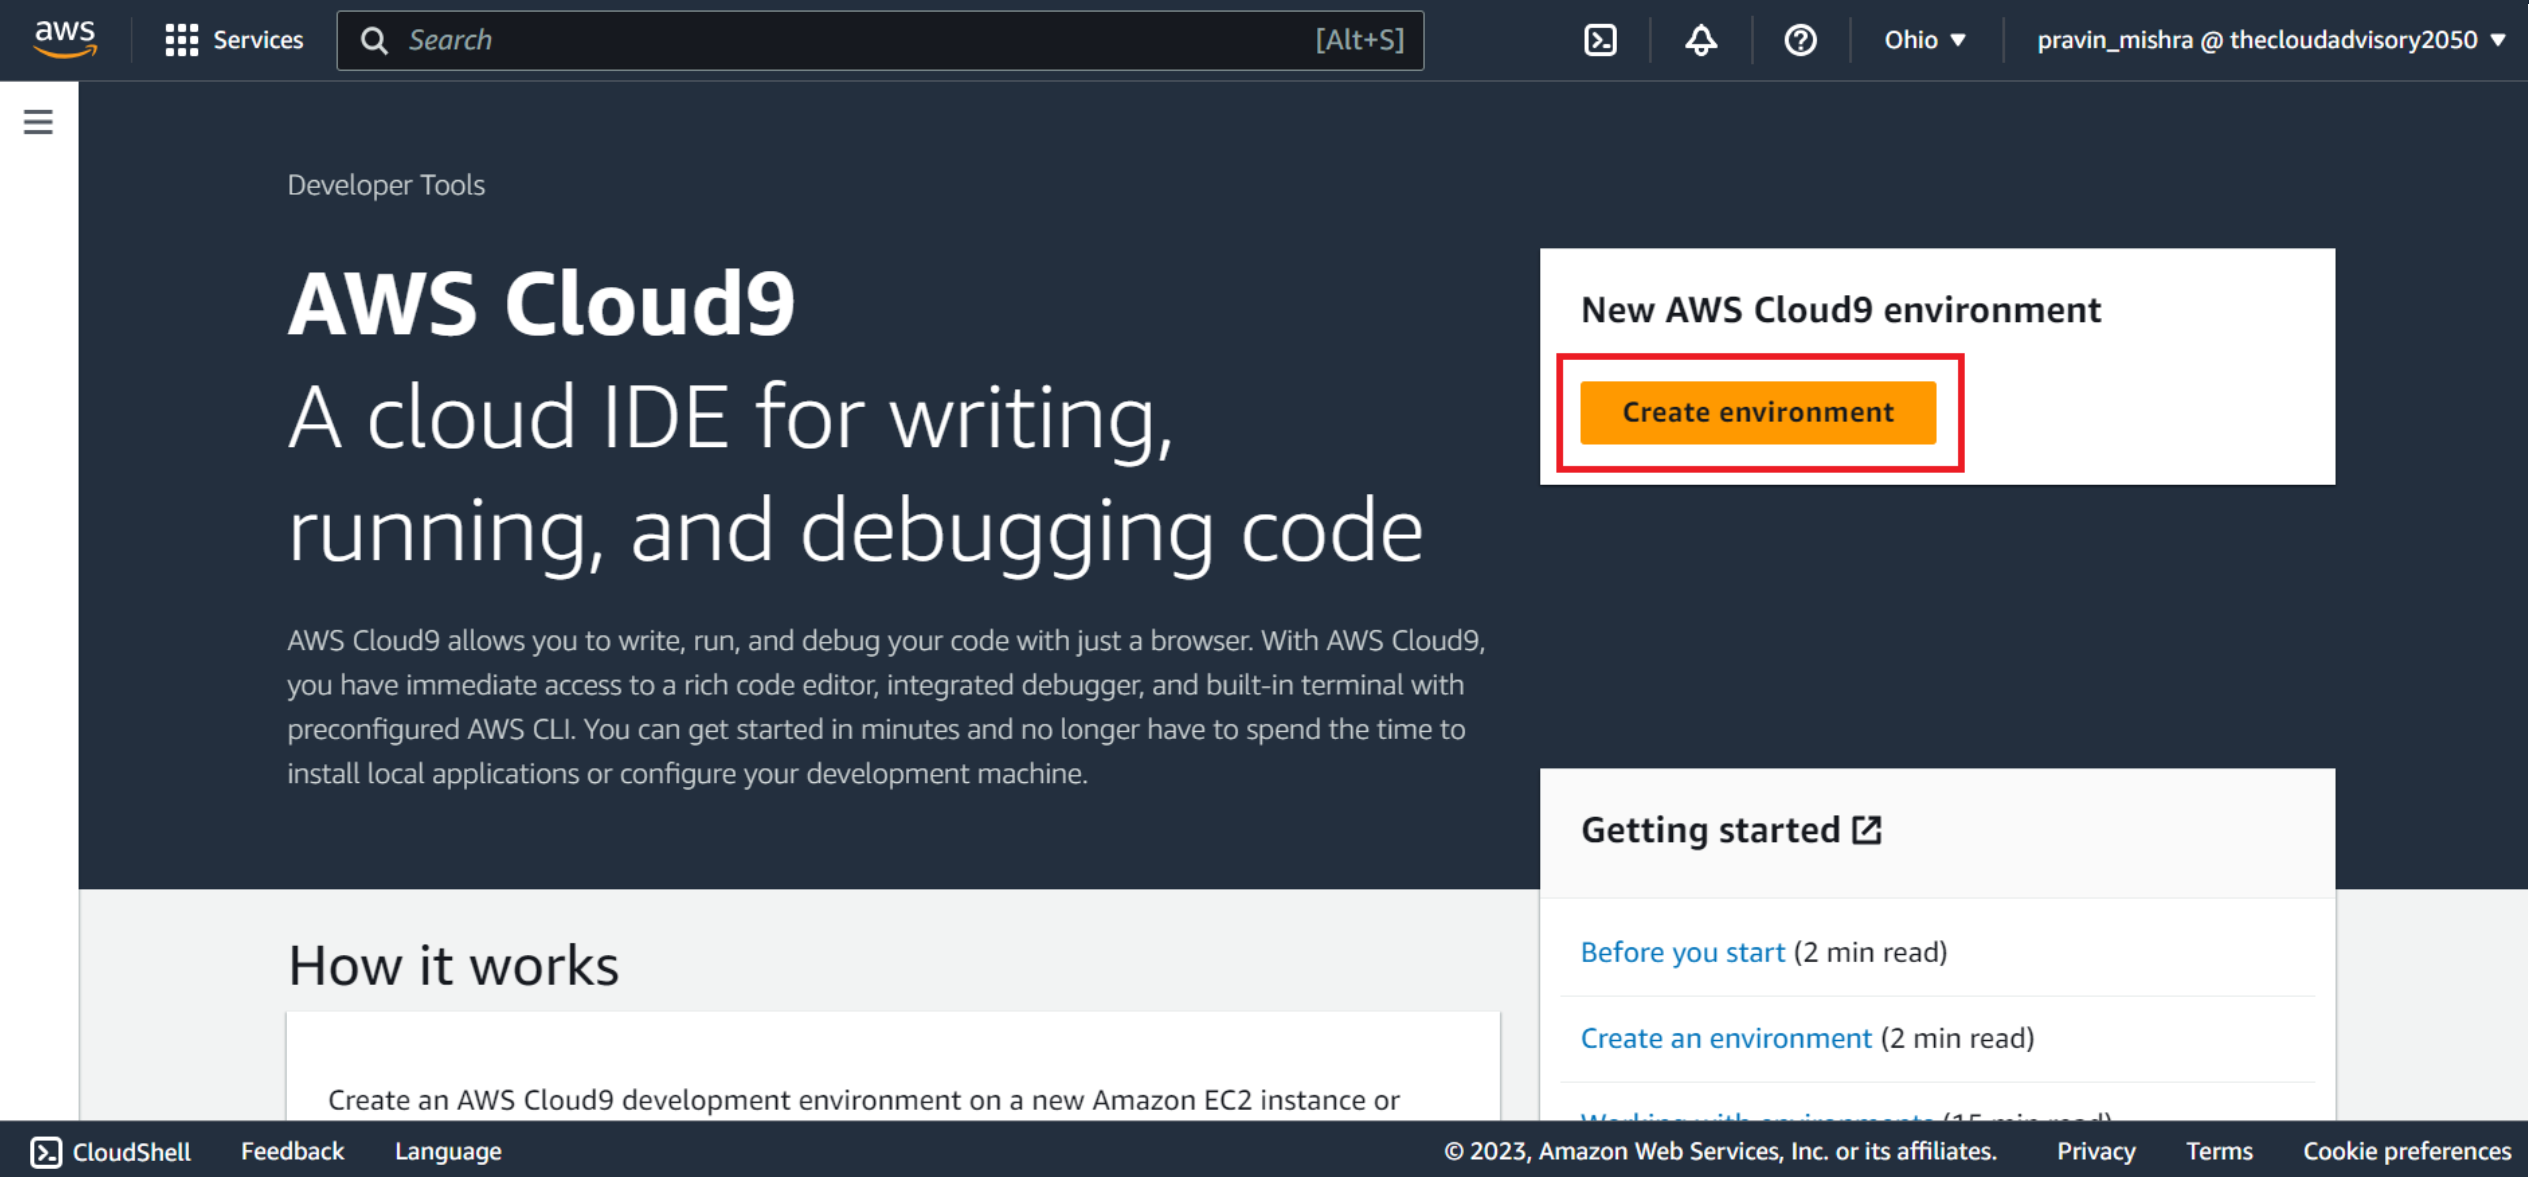 aws
Services
Search
[Alt+S]
Ohio
pravin_mishra @ thecloudadvisory2050
Developer Tools
AWS Cloud9
A cloud IDE for writing,
running, and debugging code
AWS Cloud9 allows you to write, run, and debug your code with just a browser. With AWS Cloud9,
you have immediate access to a rich code editor, integrated debugger, and built-in terminal with
preconfigured AWS CLI. You can get started in minutes and no longer have to spend the time to
install local applications or configure your development machine.
New AWS Cloud9 environment
Create environment
Getting started
Before you start (2 min read)
Create an environment (2 min read)
Working with environments (15 min read)
How it works
Create an AWS Cloud9 development environment on a new Amazon EC2 instance or
CloudShell
Feedback
Language
© 2023, Amazon Web Services, Inc. or its affiliates.
Privacy
Terms
Cookie preferences